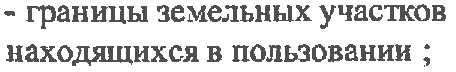 - границы земельных участков
находящихся в пользовании ;